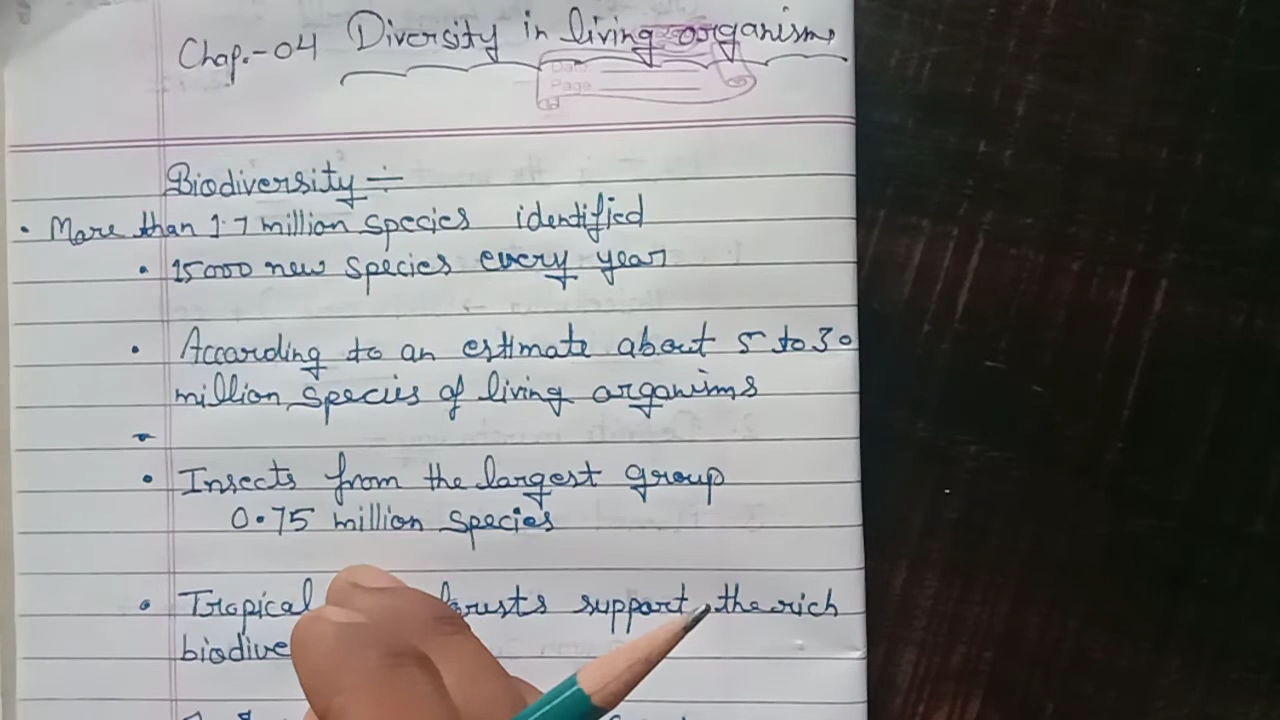 Chap.-04 Diversity in living organisms
Date
Page
Biodiversity ÷
• More than 1.7 million species identified
• 15000 new species every year
• According to an estimate about 5 to 30
million species of living organisms
• Insects from the largest group
0.75 million species
• Tropical support the rich